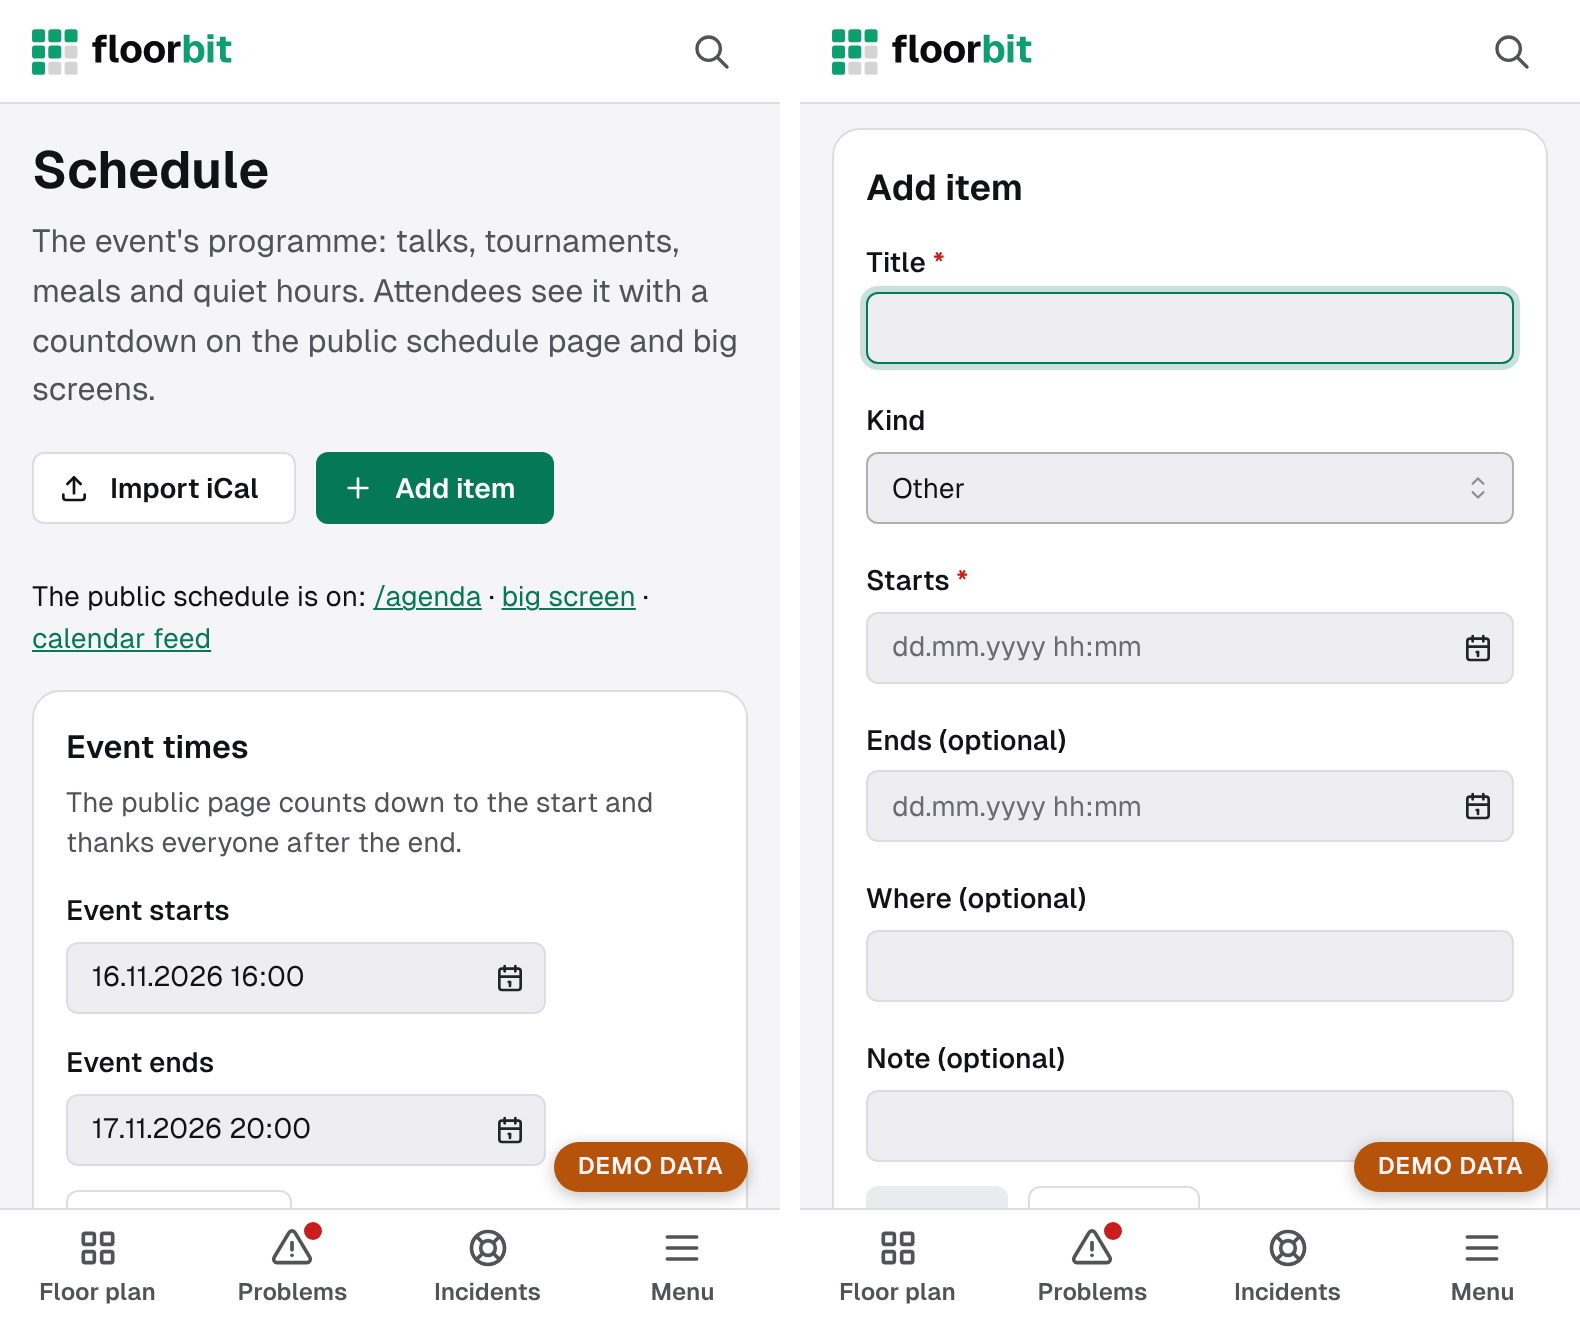 floorbit
Schedule
The event's programme: talks, tournaments,
meals and quiet hours. Attendees see it with a
countdown on the public schedule page and big
screens.
Import iCal
Add item
The public schedule is on: /agenda · big screen ·
calendar feed
Event times
The public page counts down to the start and
thanks everyone after the end.
Event starts
16.11.2026 16:00
Event ends
17.11.2026 20:00
DEMO DATA
Floor plan
Problems
Incidents
Menu
floorbit
Add item
Title *
Kind
Other
Starts *
dd.mm.yyyy hh:mm
Ends (optional)
dd.mm.yyyy hh:mm
Where (optional)
Note (optional)
DEMO DATA
Floor plan
Problems
Incidents
Menu